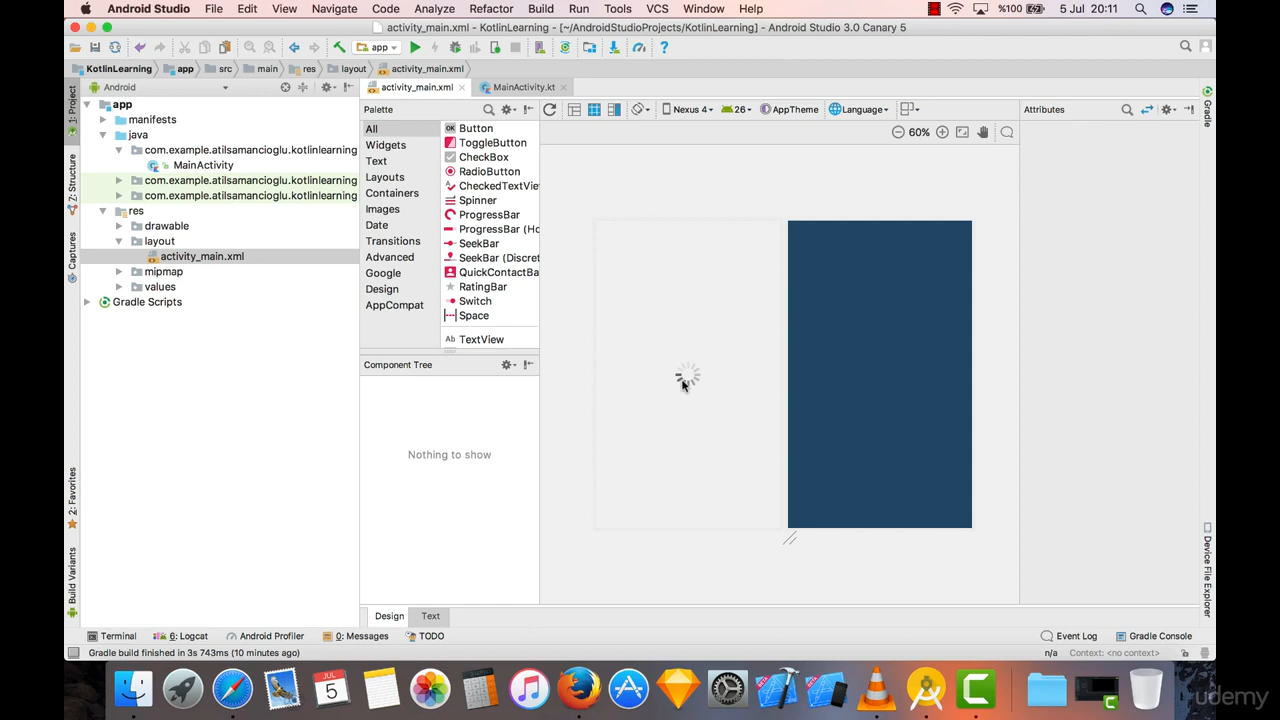 Android Studio File Edit View Navigate Code Analyze Refactor Build Run Tools VCS Window Help %100 5 Jul 20:11
activity_main.xml - KotlinLearning - [~/AndroidStudioProjects/KotlinLearning] - Android Studio 3.0 Canary 5
app
KotlinLearning app src main res layout activity_main.xml
Android
activity_main.xml MainActivity.kt
1: Project
Z: Structure
Captures
2: Favorites
Build Variants
app
manifests
java
com.example.atilsamancioglu.kotlinlearning
MainActivity
com.example.atilsamancioglu.kotlinlearning
com.example.atilsamancioglu.kotlinlearning
res
drawable
layout
activity_main.xml
mipmap
values
Gradle Scripts
Palette
All
Widgets
Text
Layouts
Containers
Images
Date
Transitions
Advanced
Google
Design
AppCompat
OK Button
ToggleButton
CheckBox
RadioButton
CheckedTextVie
Spinner
ProgressBar
ProgressBar (Ho
SeekBar
SeekBar (Discret
QuickContactBa
RatingBar
Switch
Space
Ab TextView
Component Tree
Nothing to show
Nexus 4 26 AppTheme Language
60%
Attributes
Gradle
Device File Explorer
Design Text
Terminal 6: Logcat Android Profiler 0: Messages TODO Event Log Gradle Console
Gradle build finished in 3s 743ms (10 minutes ago) n/a Context: <no context>
JUL
5
udemy